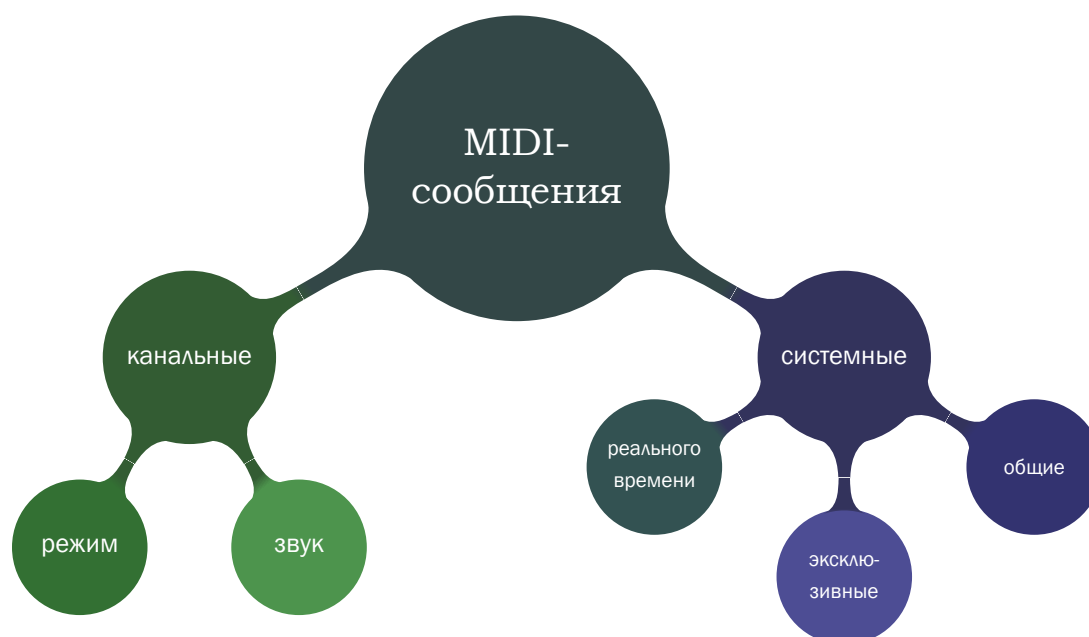 MIDI-
сообщения
канальные
системные
реального
времени
общие
режим
звук
эксклю-
зивные